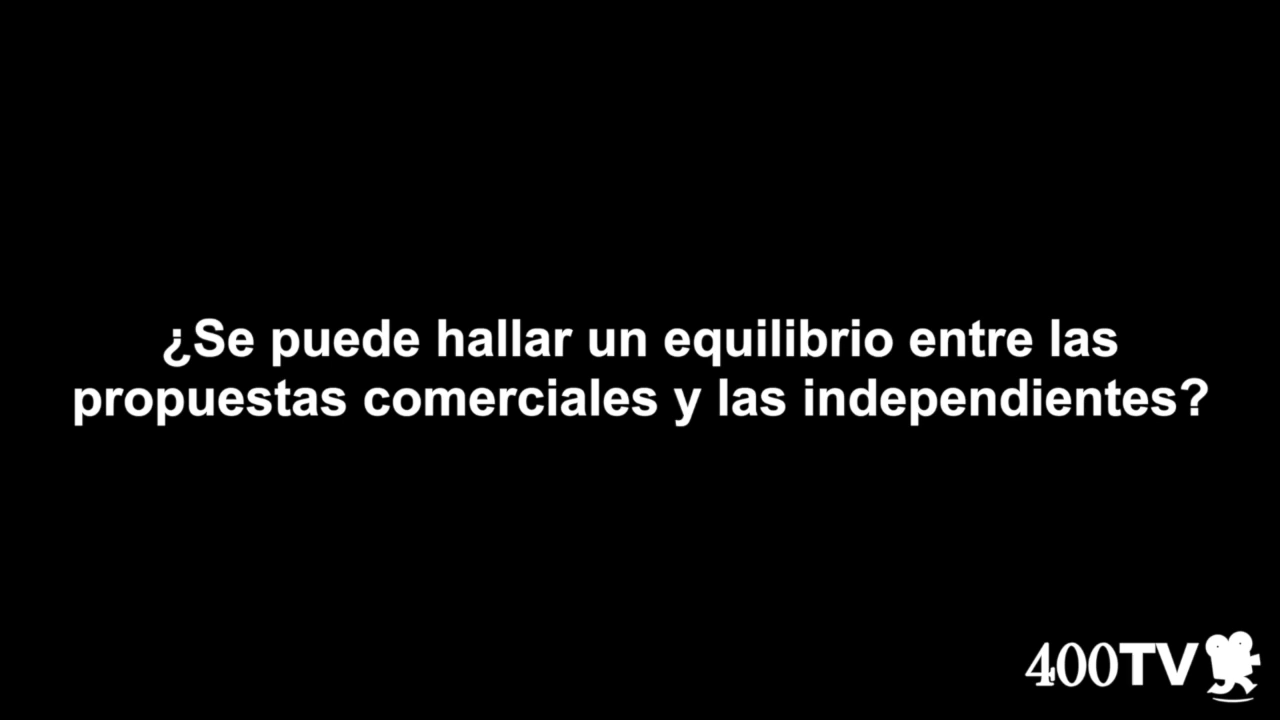 ¿Se puede hallar un equilibrio entre las
propuestas comerciales y las independientes?
400TV